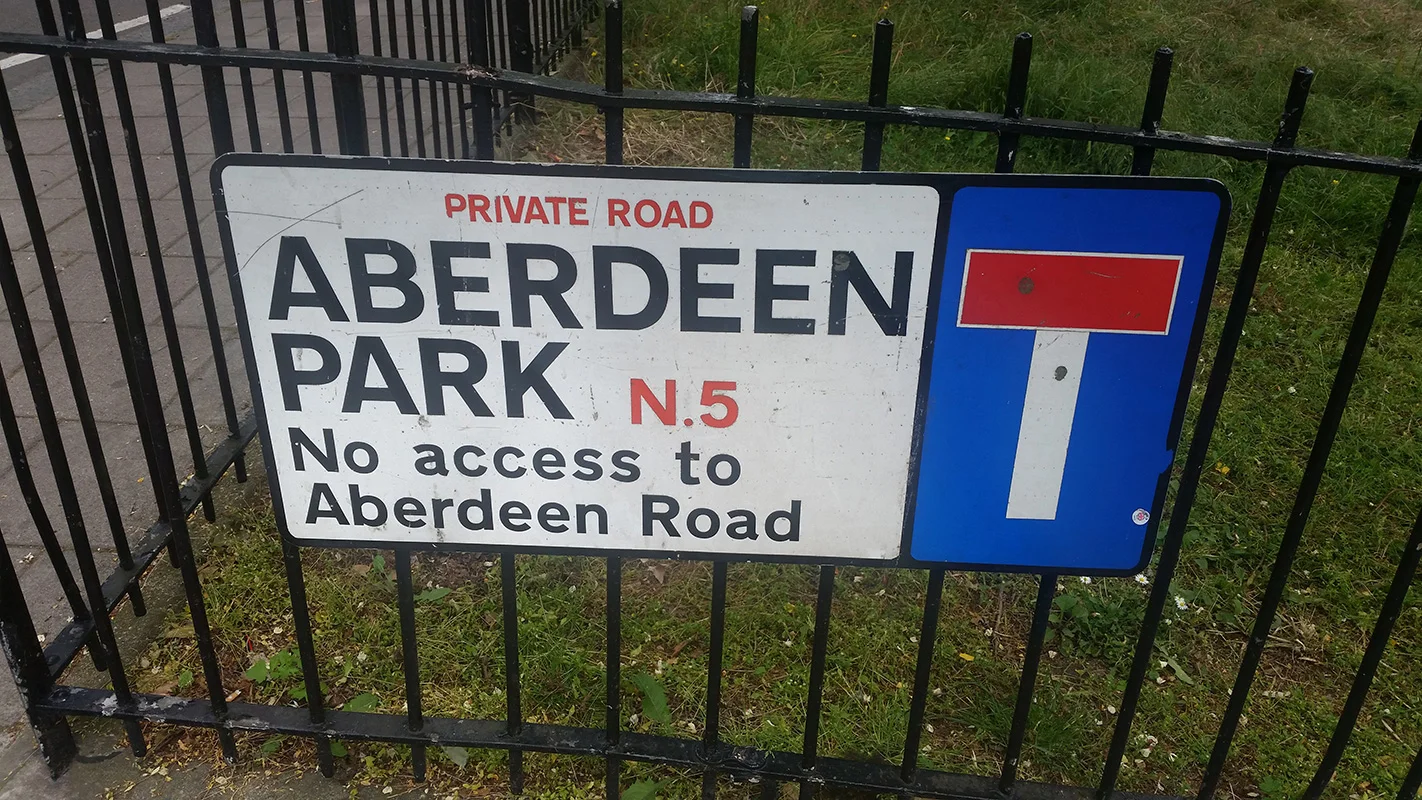 PRIVATE ROAD
ABERDEEN
PARK N.5
No access to
Aberdeen Road